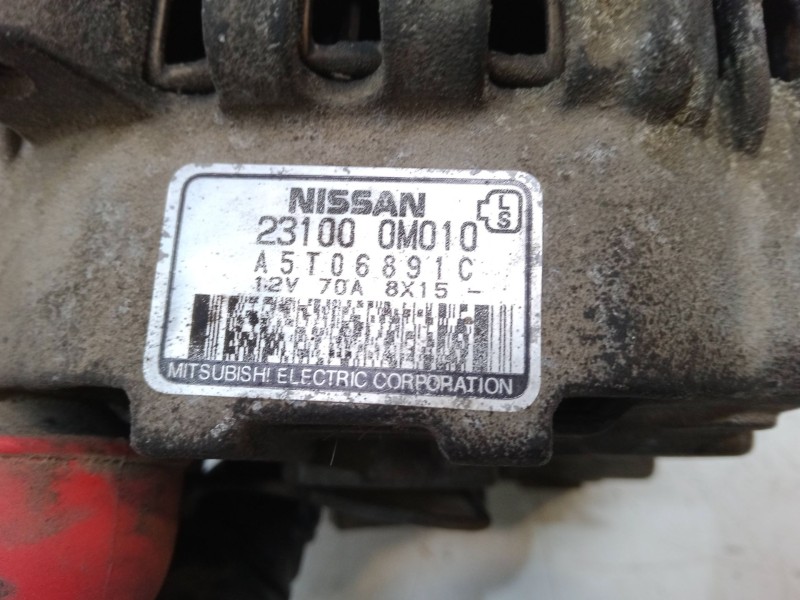 NISSAN
L
S
23100 0M010
A5T06891C
12V 70A 8X15 -
MITSUBISHI ELECTRIC CORPORATION